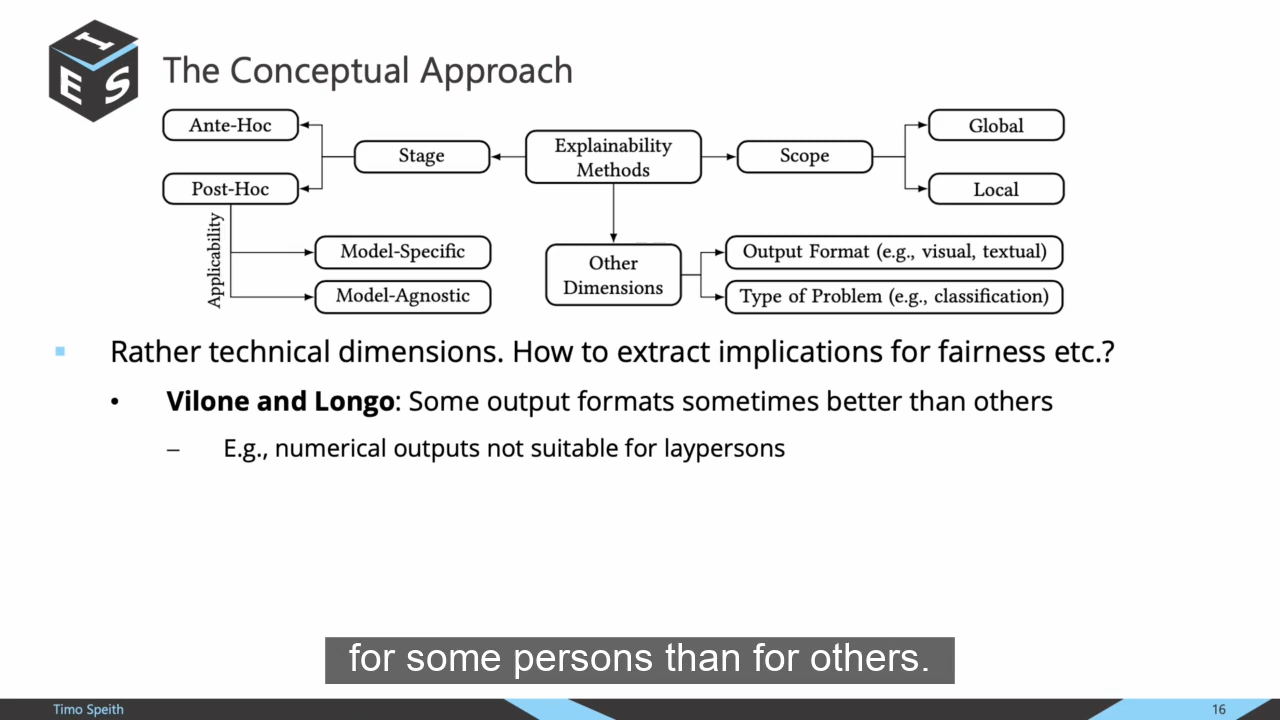 I
E S
The Conceptual Approach
Ante-Hoc
Stage
Explainability
Methods
Scope
Global
Post-Hoc
Local
Applicability
Model-Specific
Model-Agnostic
Other
Dimensions
Output Format (e.g., visual, textual)
Type of Problem (e.g., classification)
Rather technical dimensions. How to extract implications for fairness etc.?
• Vilone and Longo: Some output formats sometimes better than others
– E.g., numerical outputs not suitable for laypersons
for some persons than for others.
Timo Speith
16